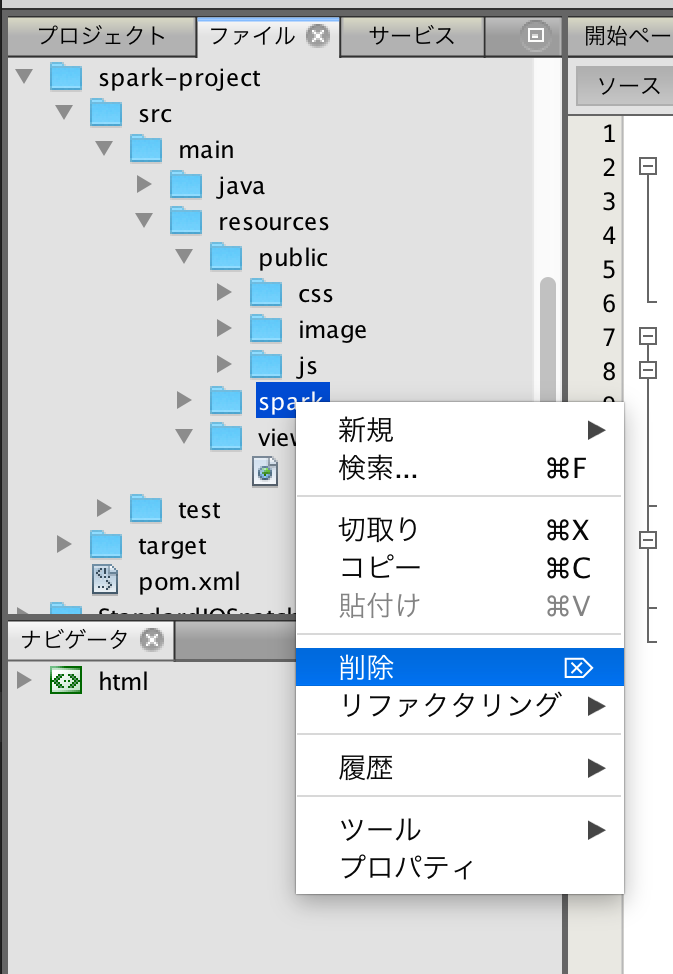 プロジェクト
ファイル
サービス
開始ペー
spark-project
ソース
src
main
java
resources
public
css
image
js
spark
view
test
target
pom.xml
1
2
3
4
5
6
7
8
新規
検索... ⌘F
切取り ⌘X
コピー ⌘C
貼付け ⌘V
削除 ⌦
リファクタリング
履歴
ツール
プロパティ
ナビゲータ
html